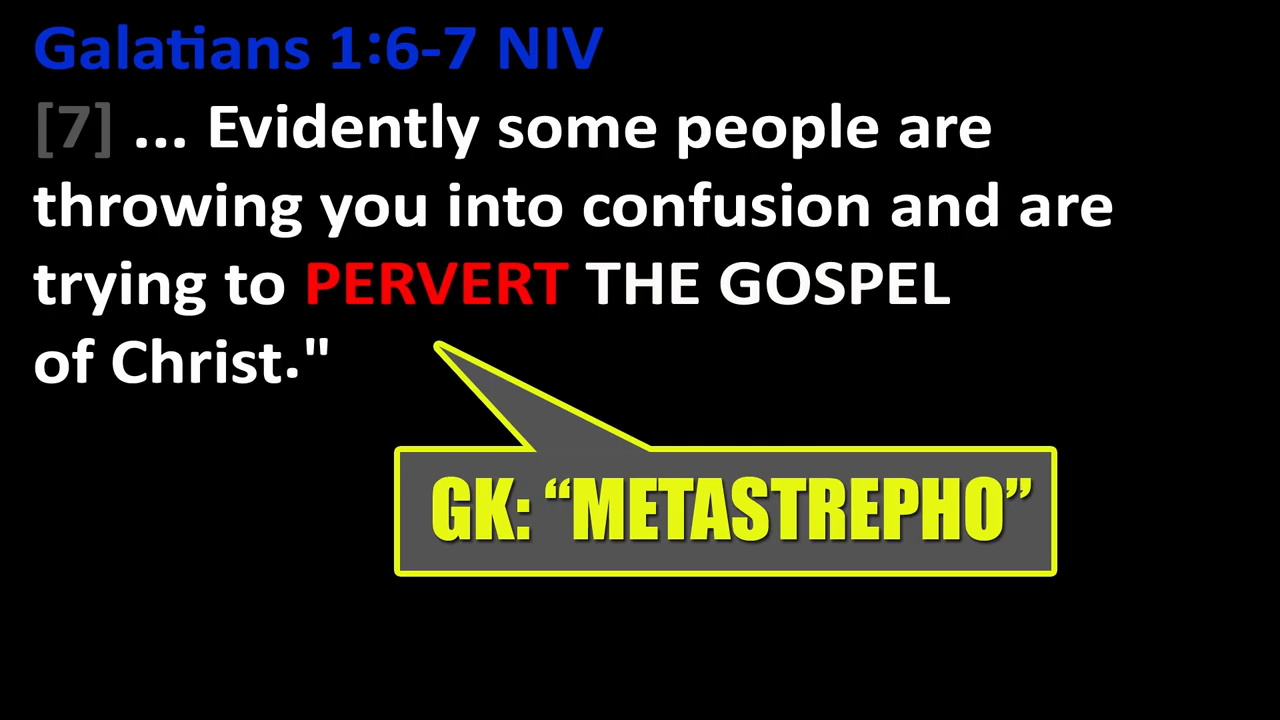 Galatians 1:6-7 NIV
[7] ... Evidently some people are
throwing you into confusion and are
trying to PERVERT THE GOSPEL
of Christ."
GK: “METASTREPHO”